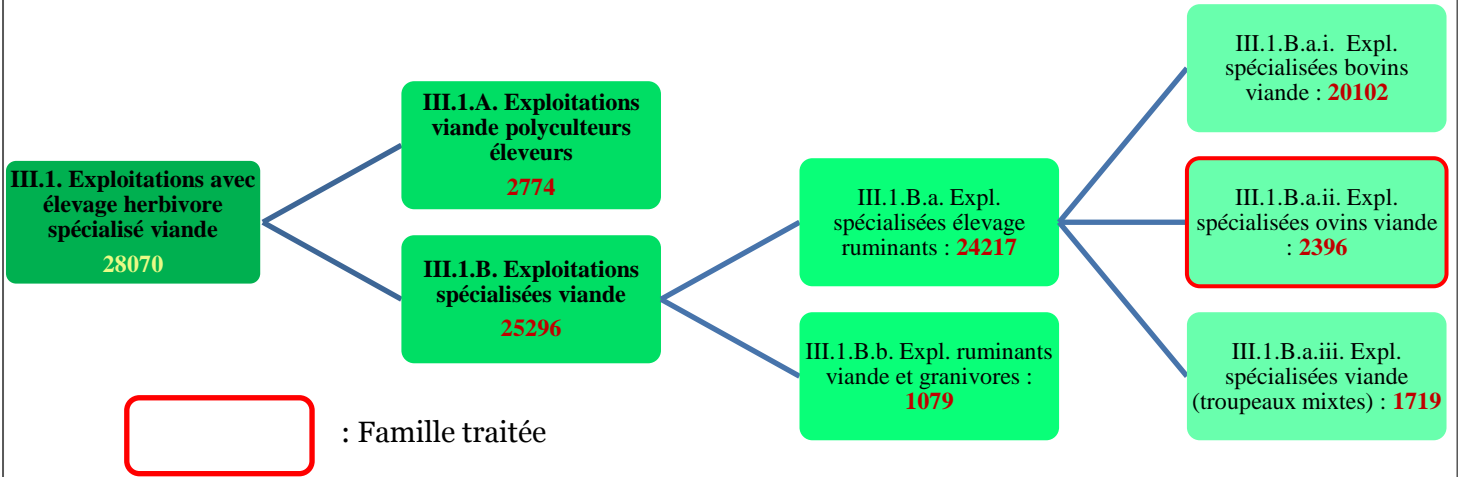 III.1. Exploitations avec
élevage herbivore
spécialisé viande
28070
III.1.A. Exploitations
viande polyculteurs
éleveurs
2774
III.1.B. Exploitations
spécialisées viande
25296
III.1.B.a. Expl.
spécialisées élevage
ruminants : 24217
III.1.B.b. Expl. ruminants
viande et granivores :
1079
III.1.B.a.i. Expl.
spécialisées bovins
viande : 20102
III.1.B.a.ii. Expl.
spécialisées ovins viande
: 2396
III.1.B.a.iii. Expl.
spécialisées viande
(troupeaux mixtes) : 1719
: Famille traitée